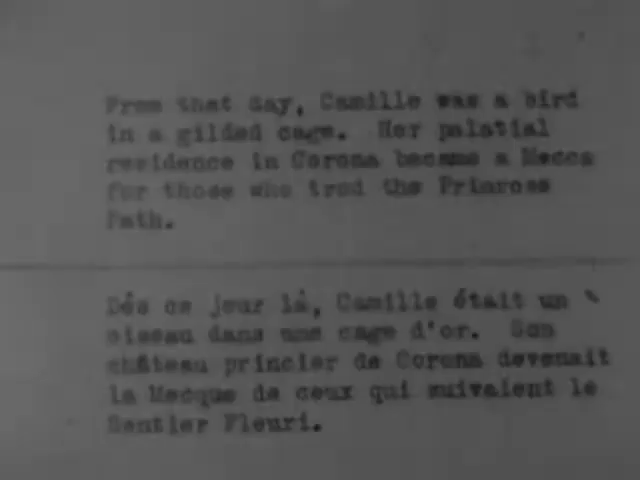 From that day, Camille was a bird
in a gilded cage. Her palatial
residence in Corona became a Mecca
for those who trod the Primrose
Path.
Dés ce jour là, Camille était un
oiseau dans une cage d'or. Son
château princier de Corona devenait
la Mecque de ceux qui suivaient le
Sentier Fleuri.